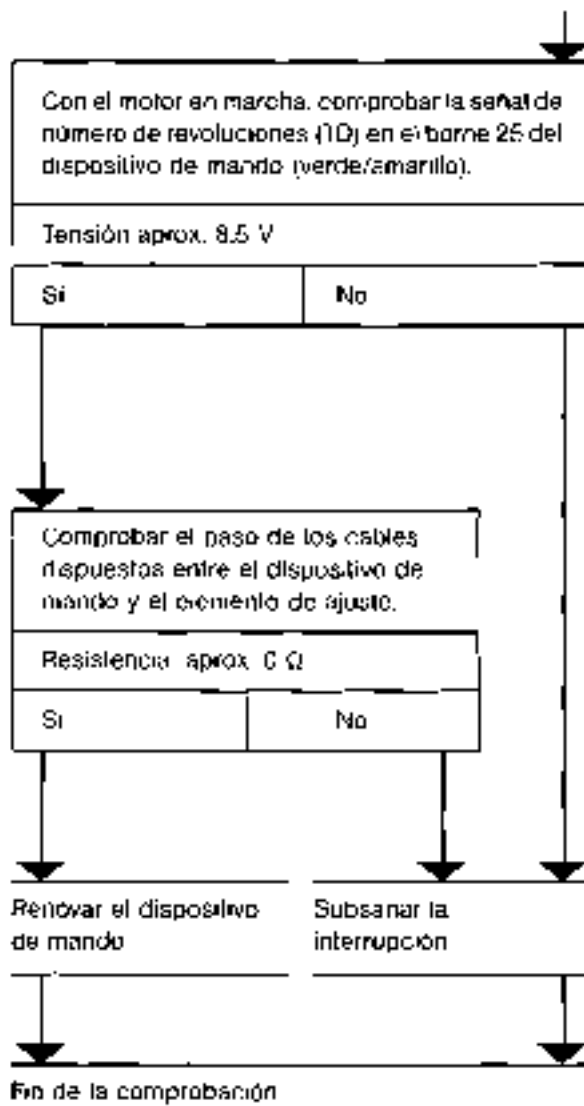 Con el motor en marcha, comprobar la señal de
número de revoluciones (TD) en el borne 25 del
dispositivo de mando (verde/amarillo).
Tensión aprox. 8.5 V
Sí
No
Comprobar el paso de los cables
dispuestos entre el dispositivo de
mando y el elemento de ajuste.
Resistencia aprox. 0 Ω
Si
No
Renovar el dispositivo
de mando
Subsanar la
interrupción
Fin de la comprobación